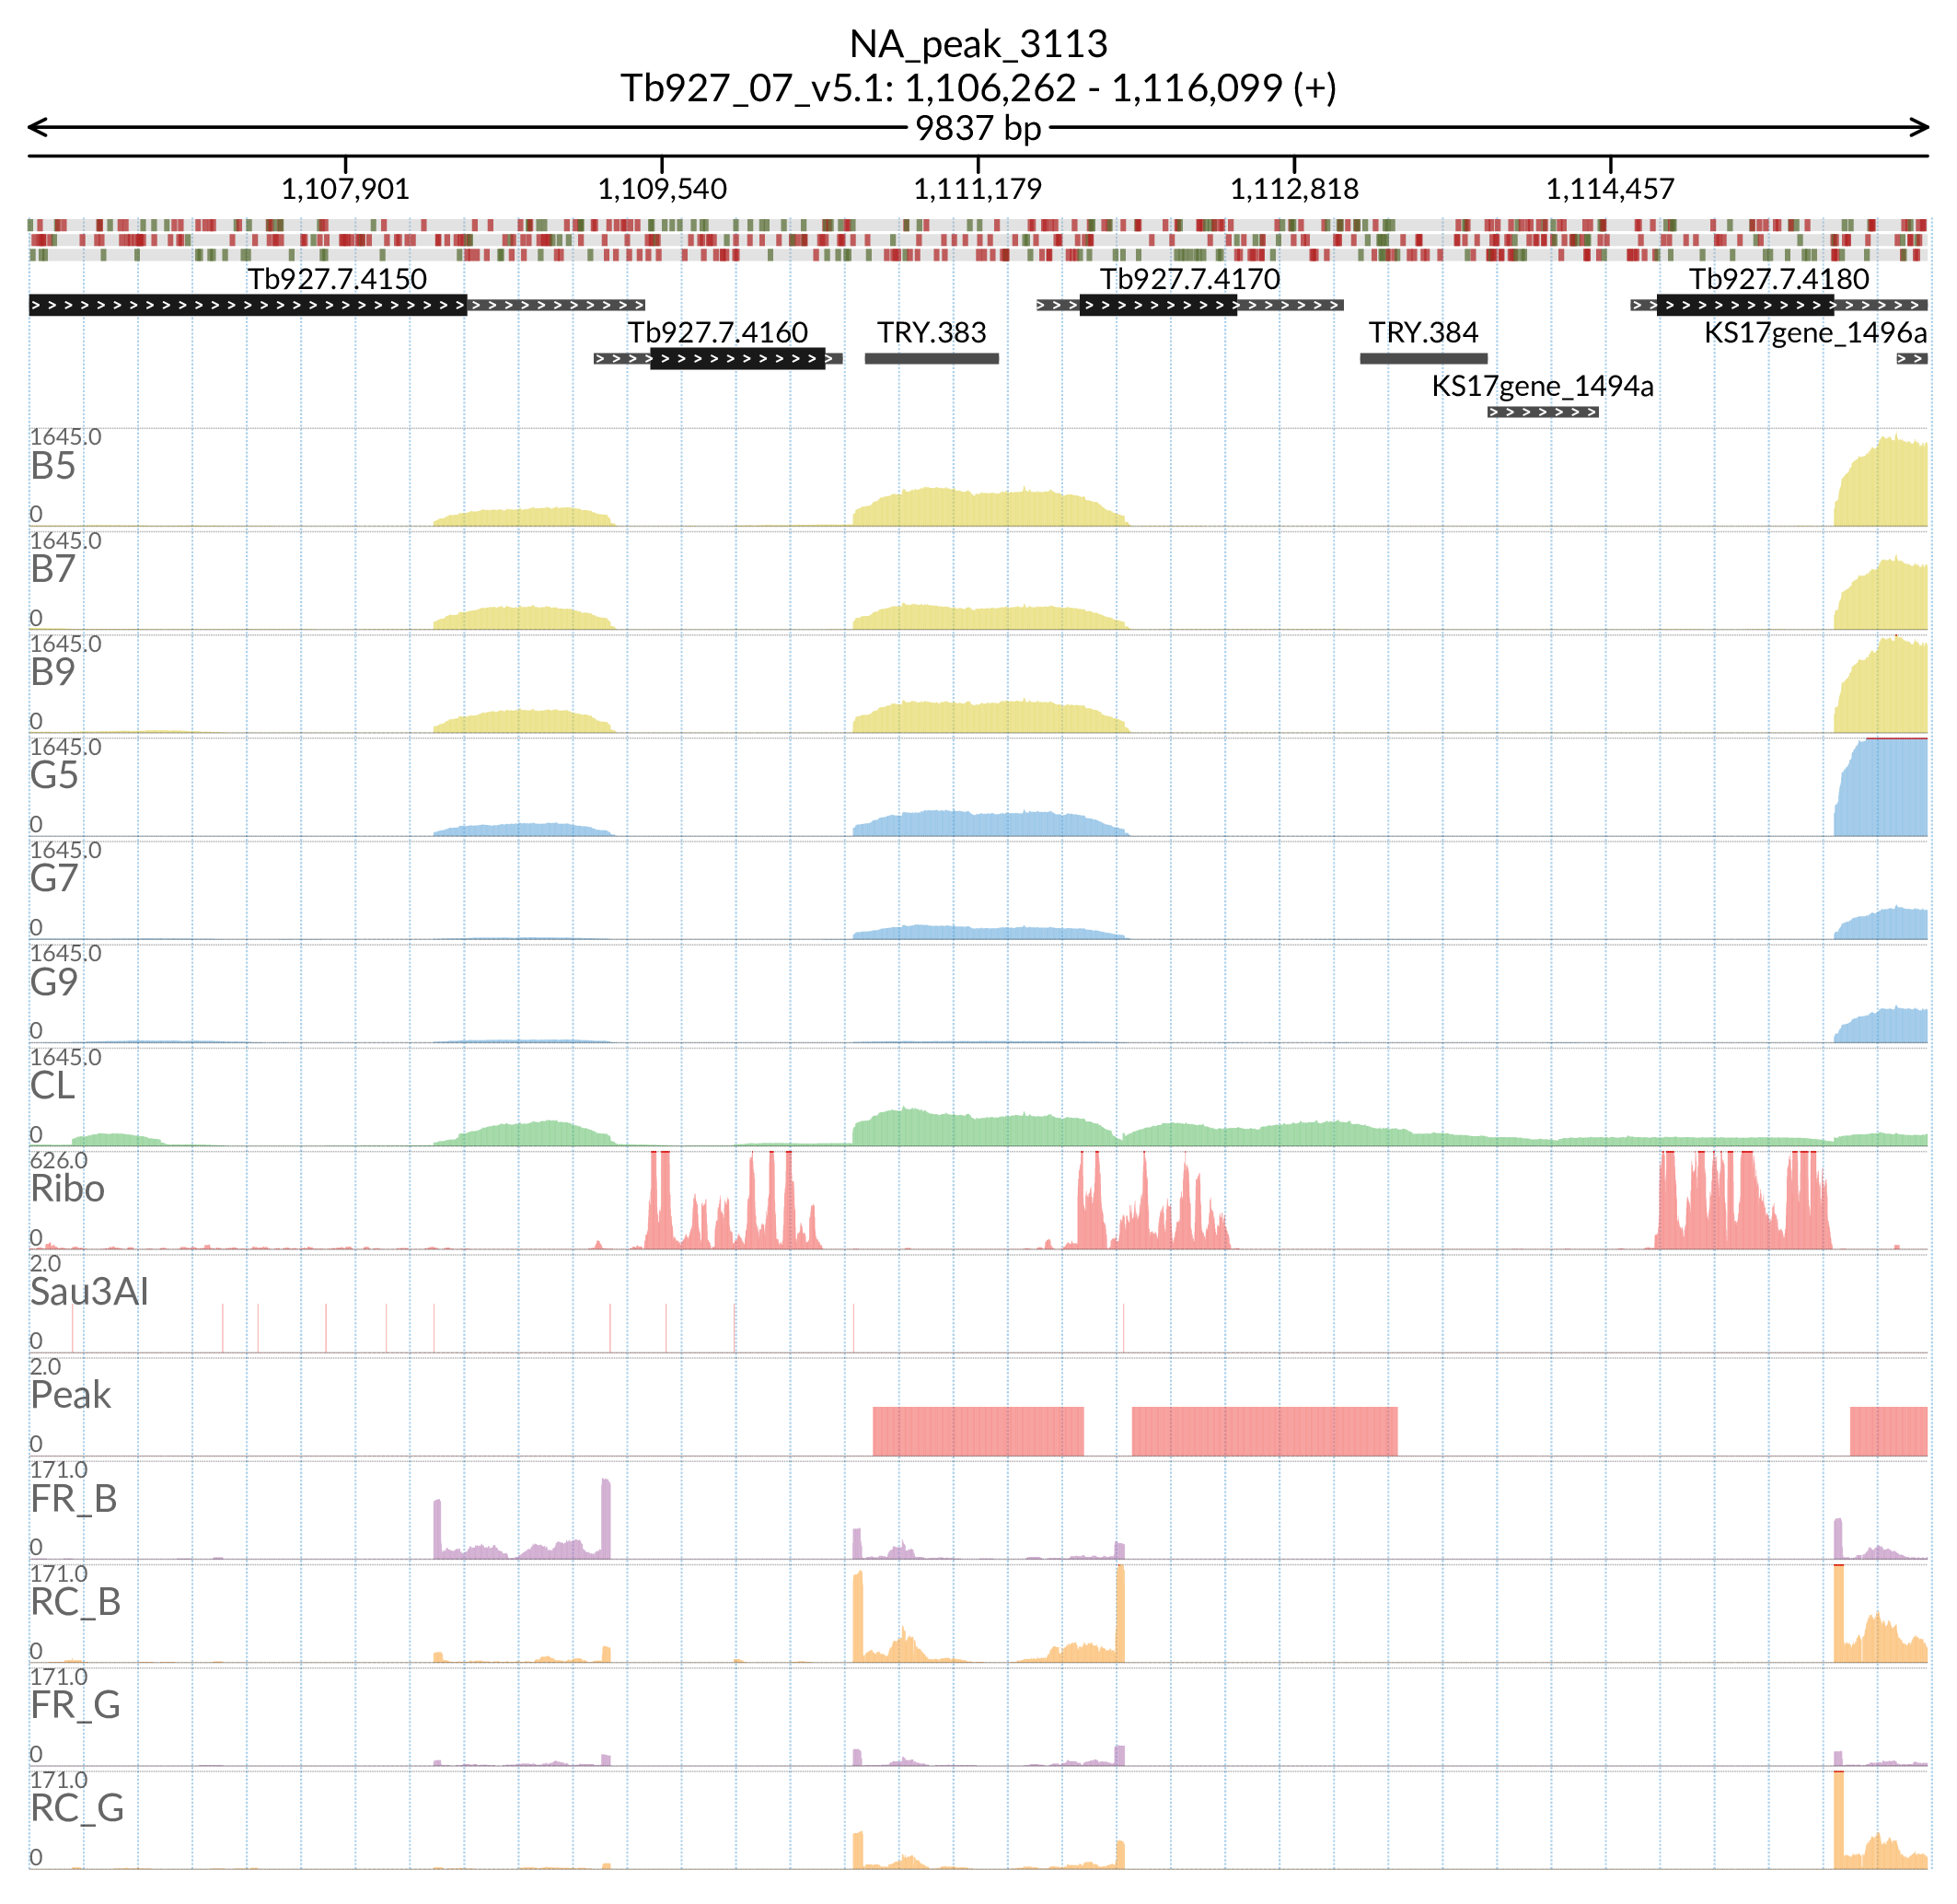 NA_peak_3113
Tb927_07_v5.1: 1,106,262 - 1,116,099 (+)
9837 bp
1,107,901 1,109,540 1,111,179 1,112,818 1,114,457
Tb927.7.4150 Tb927.7.4170 Tb927.7.4180
Tb927.7.4160 TRY.383 TRY.384 KS17gene_1496a
KS17gene_1494a
1645.0
B5
0
1645.0
B7
0
1645.0
B9
0
1645.0
G5
0
1645.0
G7
0
1645.0
G9
0
1645.0
CL
0
626.0
Ribo
0
2.0
Sau3AI
0
2.0
Peak
0
171.0
FR_B
0
171.0
RC_B
0
171.0
FR_G
0
171.0
RC_G
0